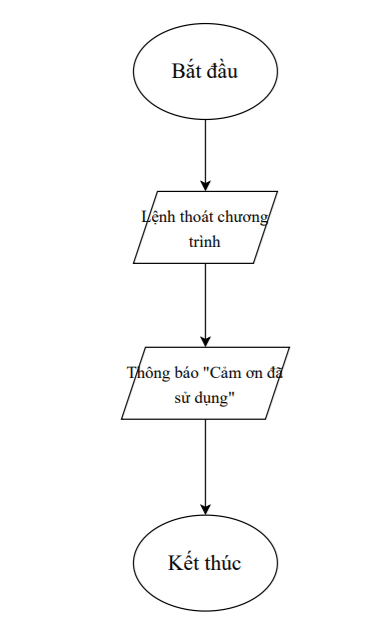 Bắt đầu
Lệnh thoát chương
trình
Thông báo "Cảm ơn đã
sử dụng"
Kết thúc